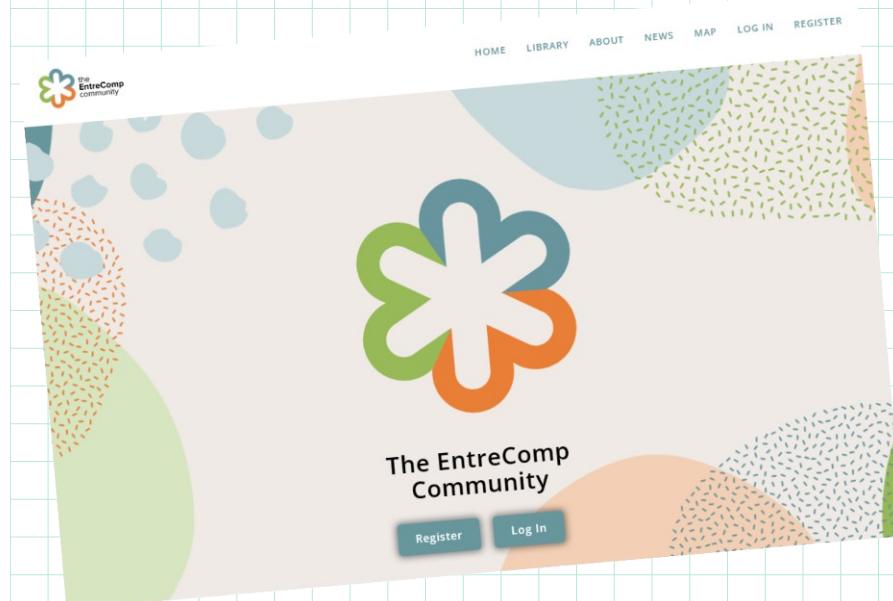 HOME LIBRARY ABOUT NEWS MAP LOG IN REGISTER
the
EntreComp
community
The EntreComp
Community
Register Log In